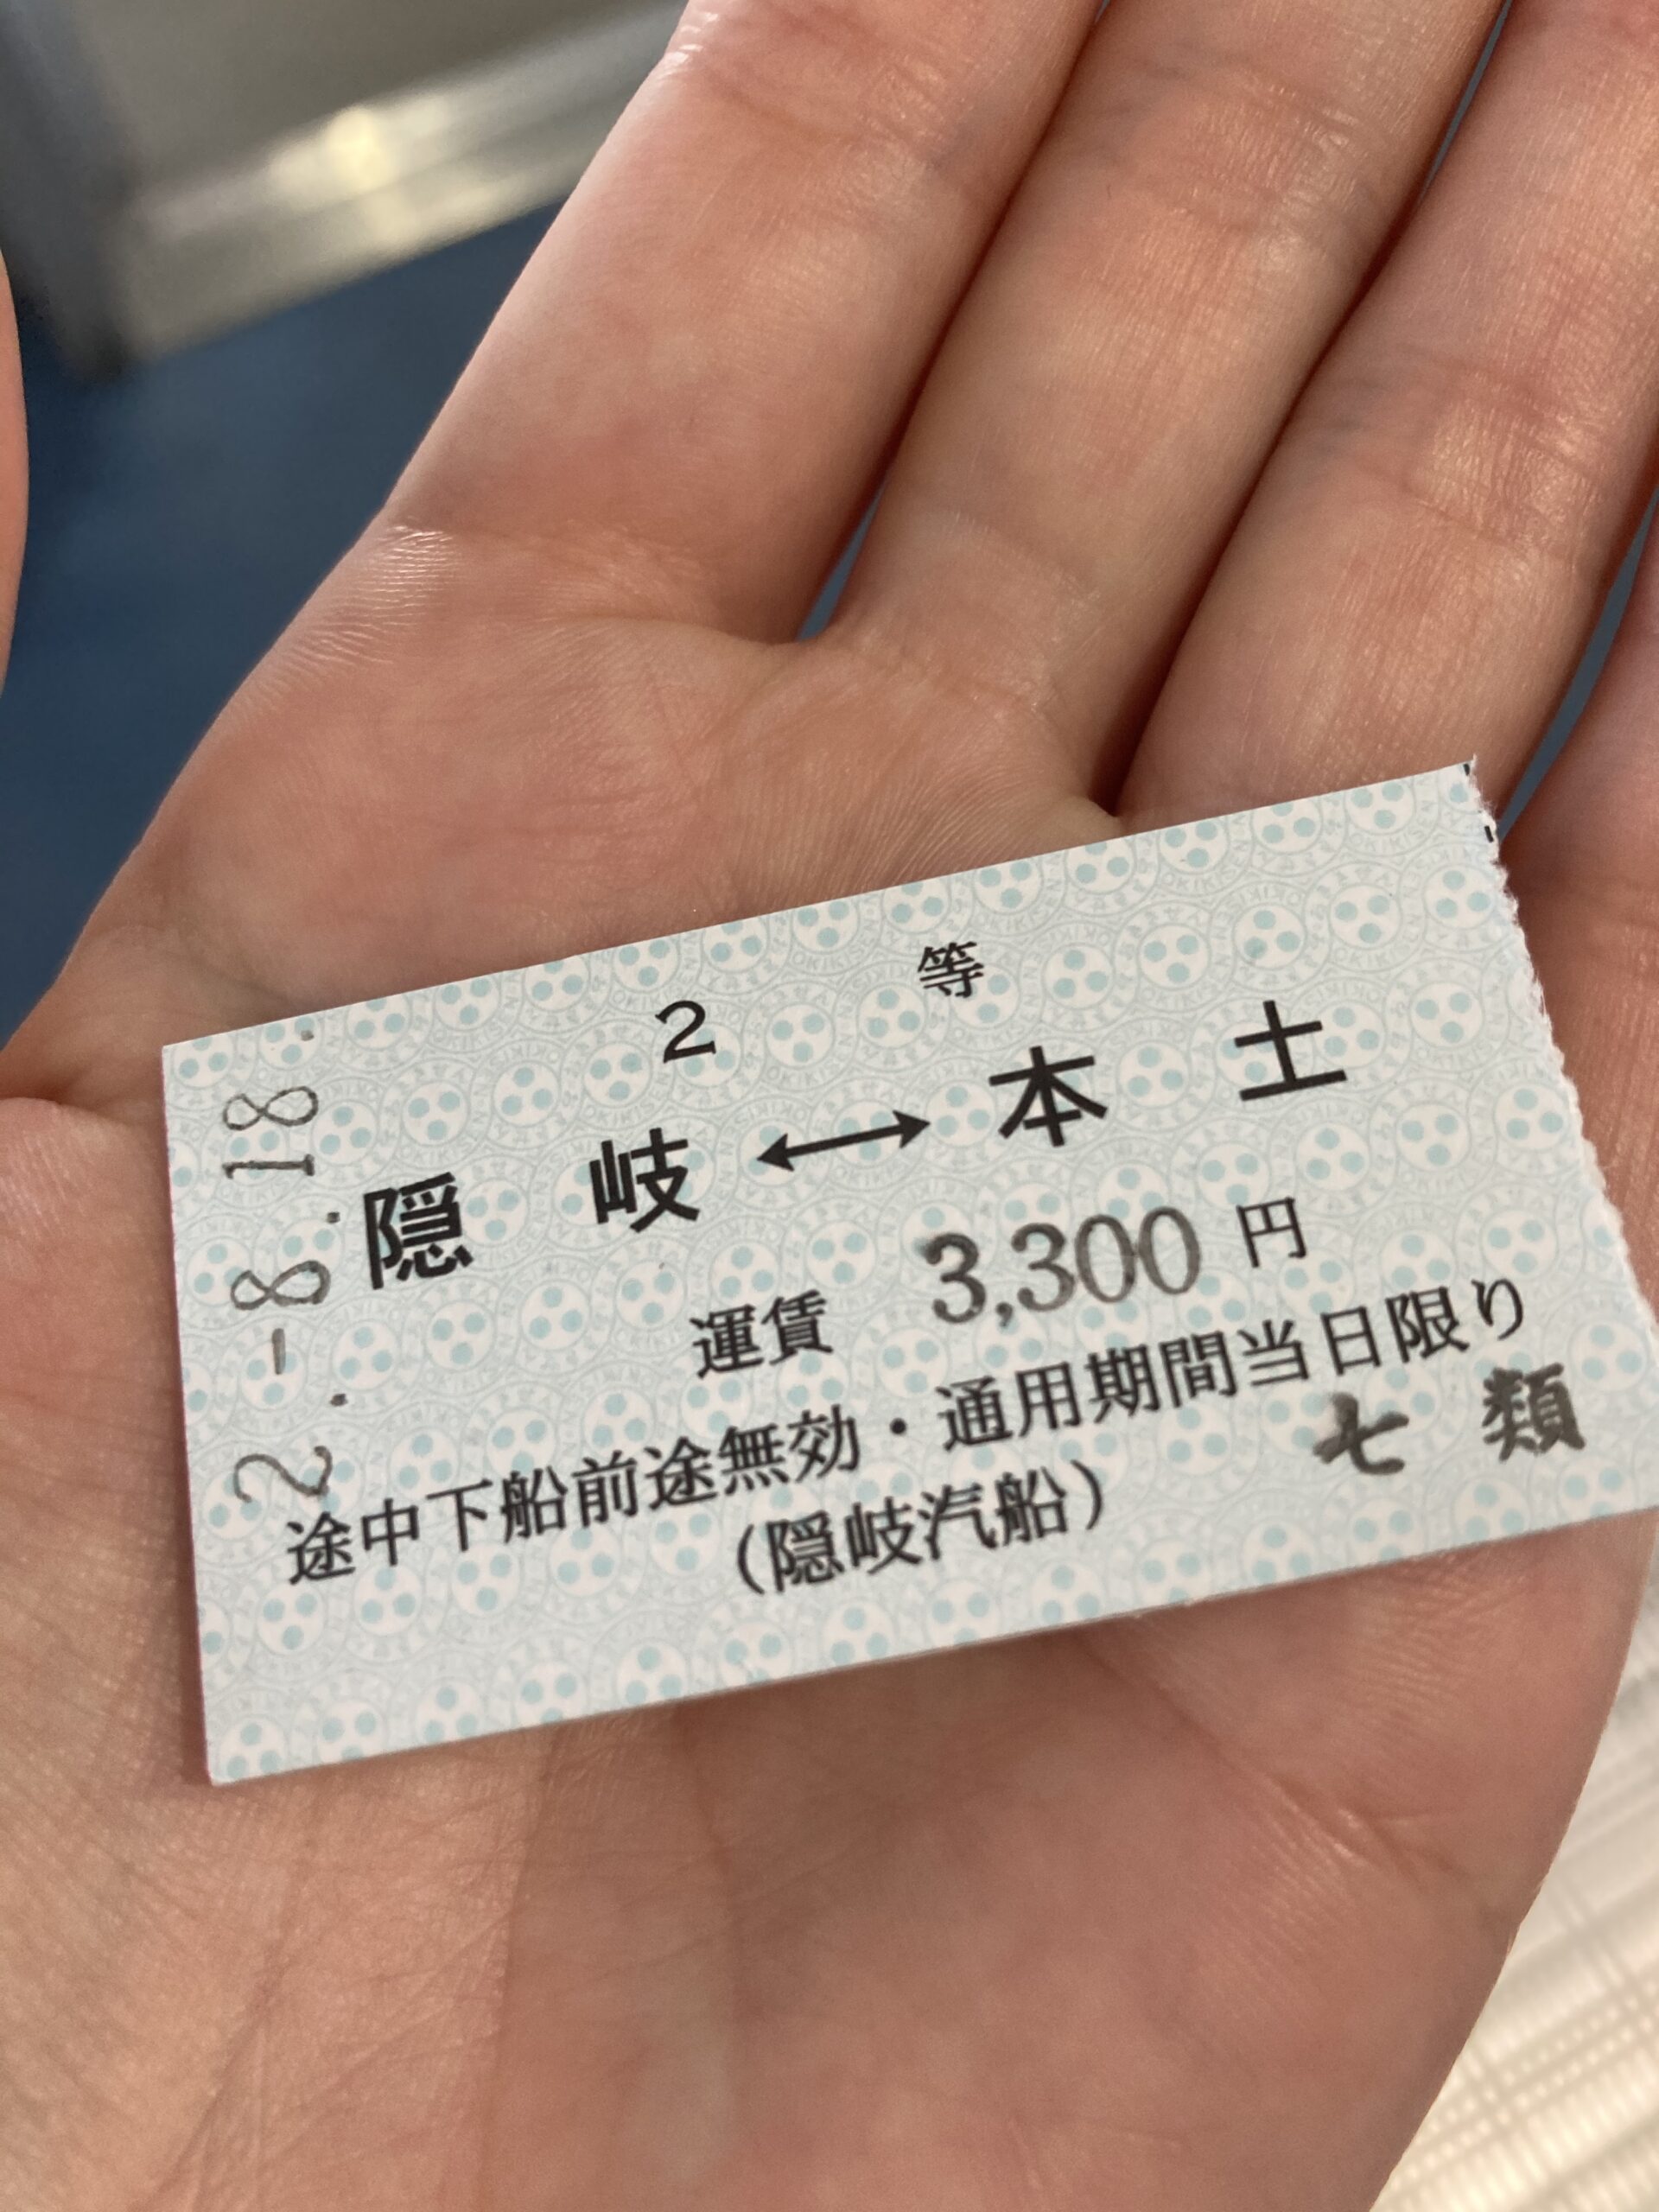 2.-8.18.
2 等
隠 岐 ↔ 本 土
運賃 3,300 円
途中下船前途無効・通用期間当日限り
(隠岐汽船) 七 類